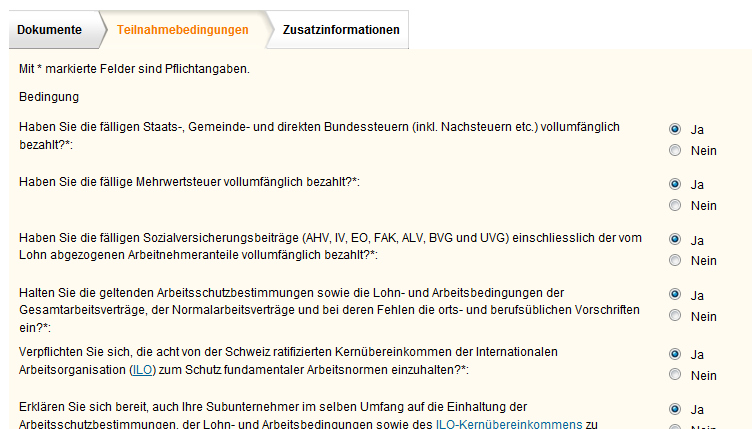 Dokumente Teilnahmebedingungen Zusatzinformationen
Mit * markierte Felder sind Pflichtangaben.
Bedingung
Haben Sie die fälligen Staats-, Gemeinde- und direkten Bundessteuern (inkl. Nachsteuern etc.) vollumfänglich
bezahlt?*:
Ja
Nein
Haben Sie die fällige Mehrwertsteuer vollumfänglich bezahlt?*:
Ja
Nein
Haben Sie die fälligen Sozialversicherungsbeiträge (AHV, IV, EO, FAK, ALV, BVG und UVG) einschliesslich der vom
Lohn abgezogenen Arbeitnehmeranteile vollumfänglich bezahlt?*:
Ja
Nein
Halten Sie die geltenden Arbeitsschutzbestimmungen sowie die Lohn- und Arbeitsbedingungen der
Gesamtarbeitsverträge, der Normalarbeitsverträge und bei deren Fehlen die orts- und berufsüblichen Vorschriften
ein?*:
Ja
Nein
Verpflichten Sie sich, die acht von der Schweiz ratifizierten Kernübereinkommen der Internationalen
Arbeitsorganisation (ILO) zum Schutz fundamentaler Arbeitsnormen einzuhalten?*:
Ja
Nein
Erklären Sie sich bereit, auch Ihre Subunternehmer im selben Umfang auf die Einhaltung der
Arbeitsschutzbestimmungen, der Lohn- und Arbeitsbedingungen sowie des ILO-Kernübereinkommens zu
Ja
Nein